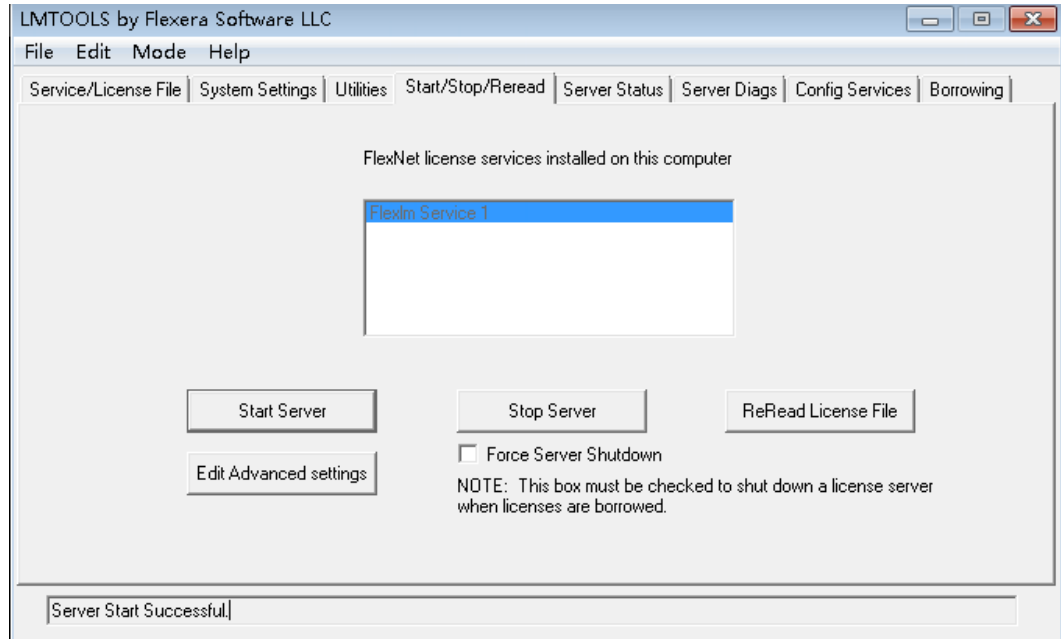 LMTOOLS by Flexera Software LLC
File Edit Mode Help
Service/License File System Settings Utilities Start/Stop/Reread Server Status Server Diags Config Services Borrowing
FlexNet license services installed on this computer
Flexlm Service 1
Start Server Stop Server ReRead License File
Force Server Shutdown
Edit Advanced settings
NOTE: This box must be checked to shut down a license server
when licenses are borrowed.
Server Start Successful.